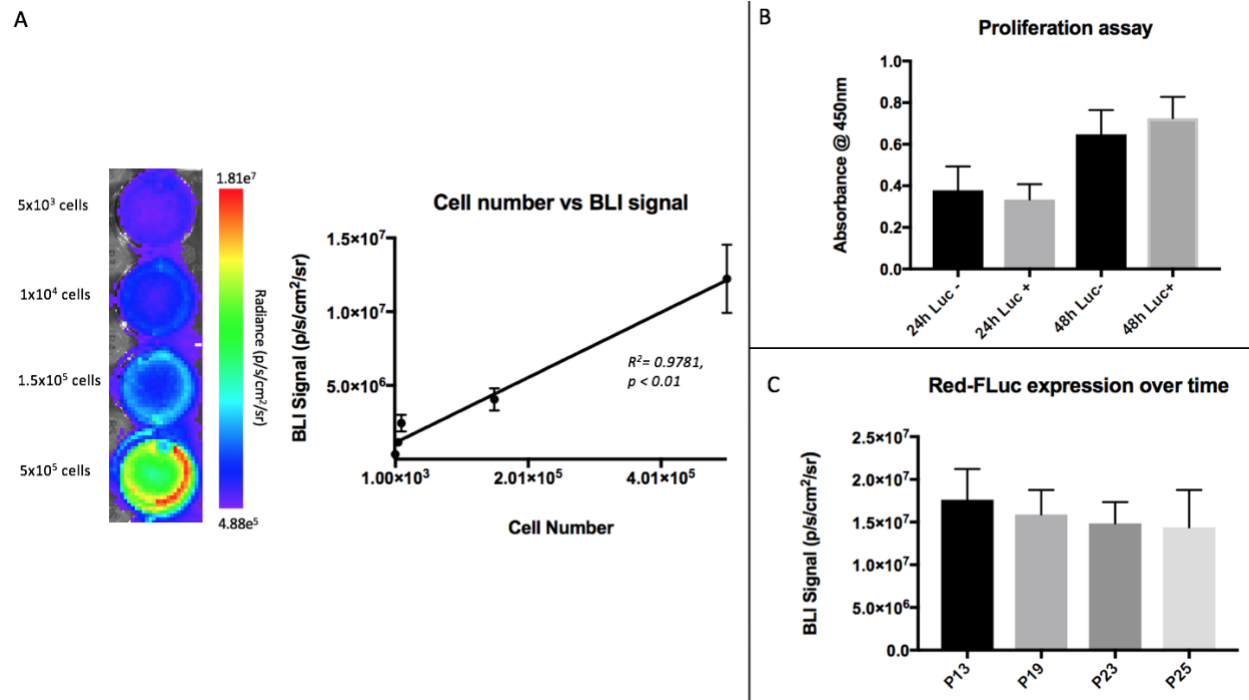 A
5x10³ cells
1x10⁴ cells
1.5x10⁵ cells
5x10⁵ cells
1.81e⁷
Radiance (p/s/cm²/sr)
4.88e⁵
Cell number vs BLI signal
BLI Signal (p/s/cm²/sr)
1.5×10⁷
1.0×10⁷
5.0×10⁶
R²= 0.9781,
p < 0.01
1.00×10³
2.01×10⁵
4.01×10⁵
Cell Number
B
Proliferation assay
Absorbance @ 450nm
1.0
0.8
0.6
0.4
0.2
0.0
24h Luc -
24h Luc +
48h Luc-
48h Luc+
C
Red-FLuc expression over time
BLI Signal (p/s/cm²/sr)
2.5×10⁷
2.0×10⁷
1.5×10⁷
1.0×10⁷
5.0×10⁶
0.0
P13
P19
P23
P25